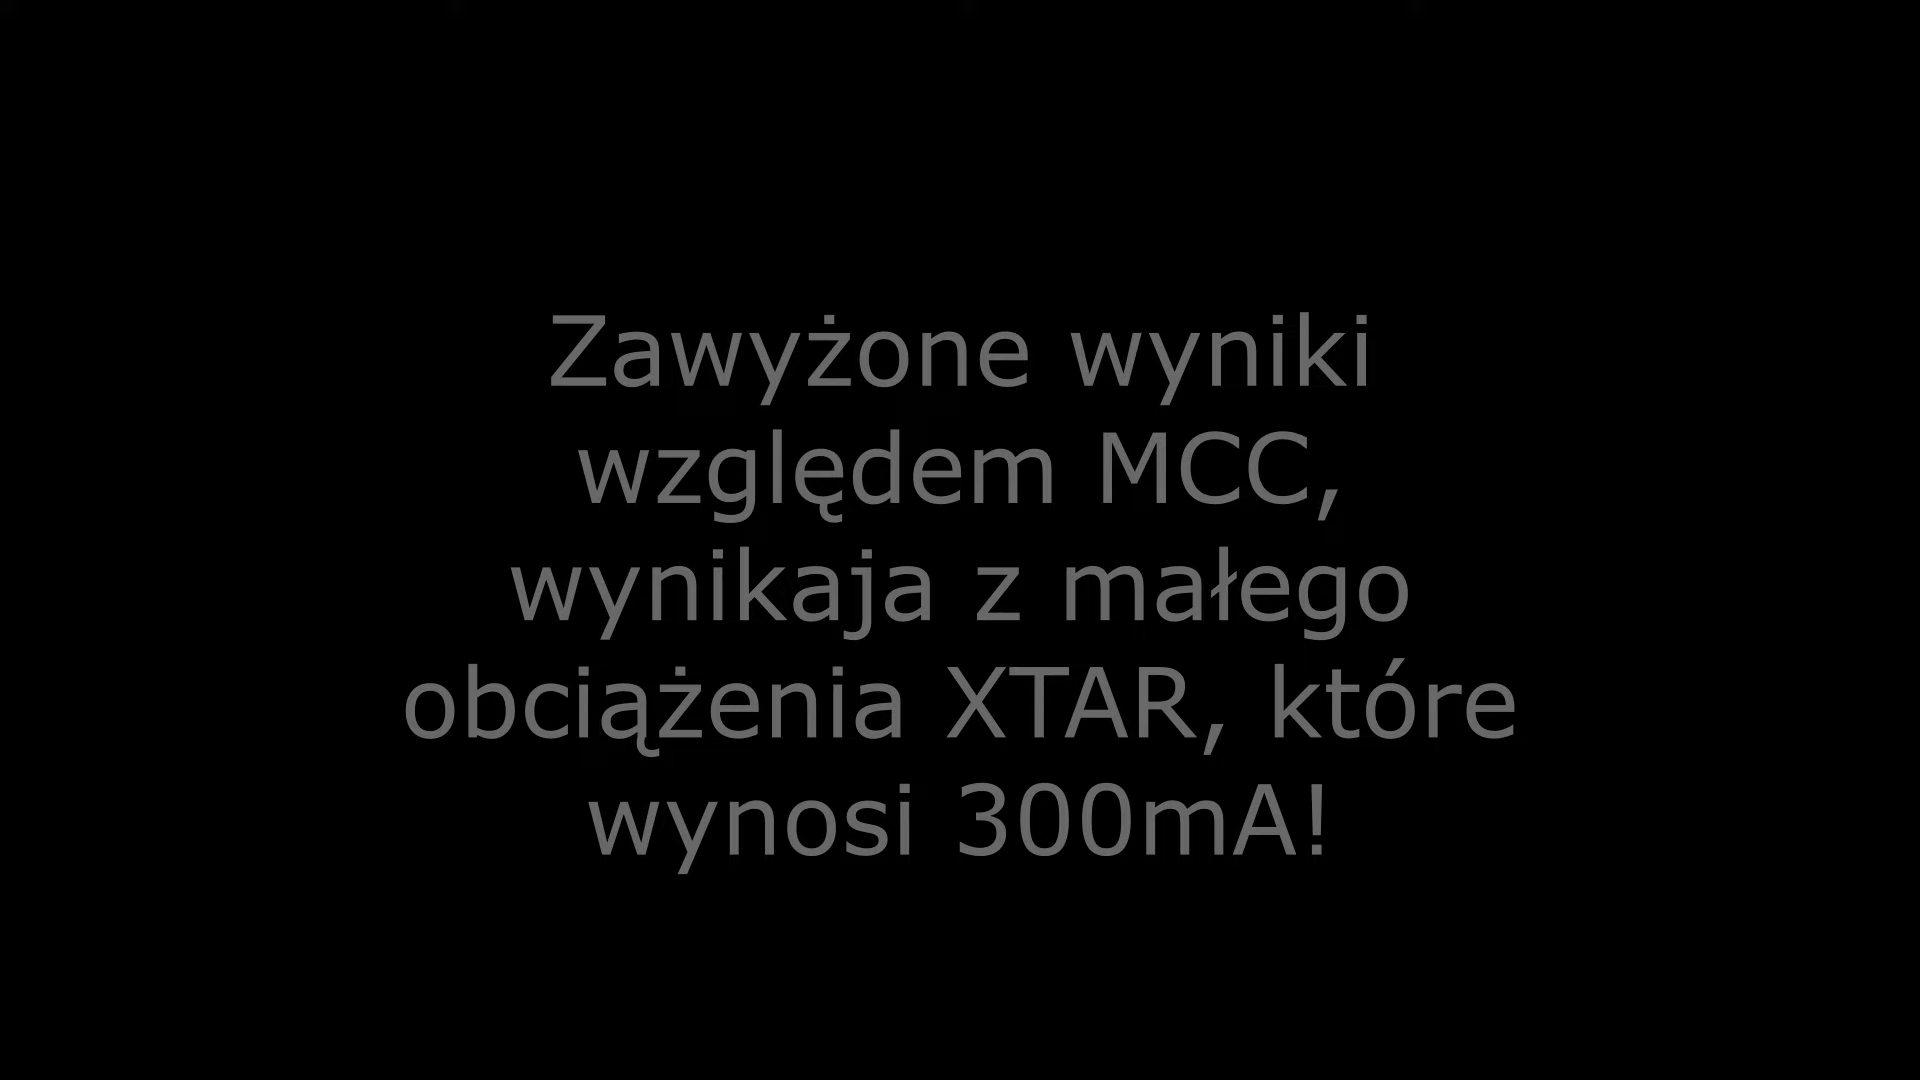 Zawyżone wyniki
względem MCC,
wynikaja z małego
obciążenia XTAR, które
wynosi 300mA!